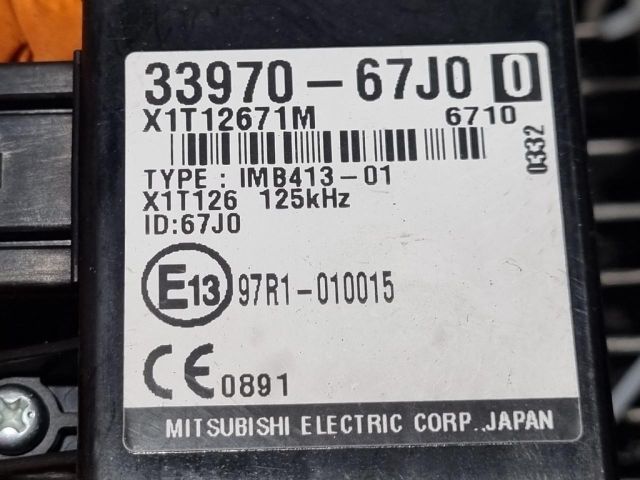 33970-67J0 0
X1T12671M 6710
0332
TYPE : IMB413-01
X1T126 125kHz
ID:67J0
E13 97R1-010015
CE 0891
MITSUBISHI ELECTRIC CORP., JAPAN